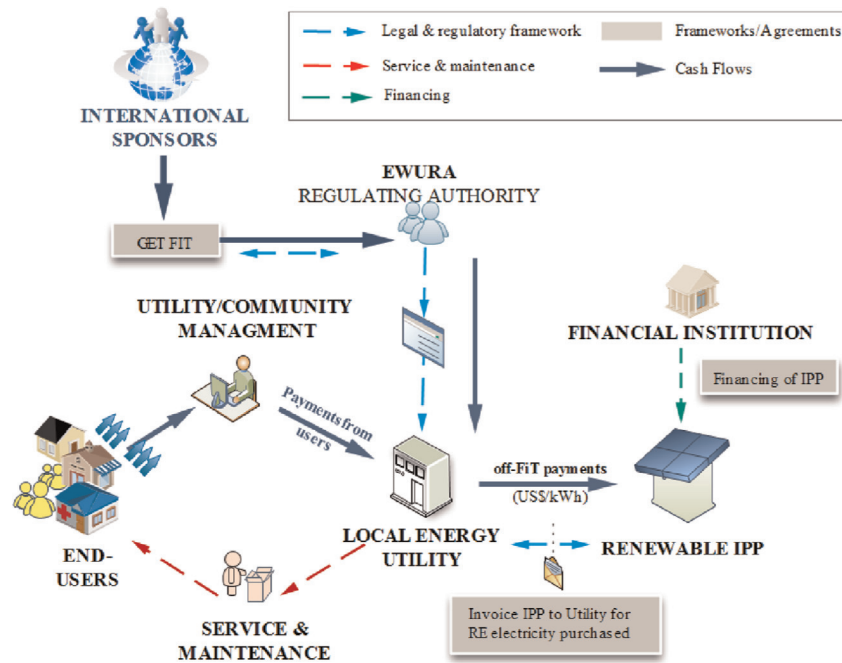 Legal & regulatory framework
Service & maintenance
Financing
Frameworks/Agreements
Cash Flows
INTERNATIONAL
SPONSORS
EWURA
REGULATING AUTHORITY
GET FIT
UTILITY/COMMUNITY
MANAGMENT
FINANCIAL INSTITUTION
Financing of IPP
Payments from
users
off-FiT payments
(US$/kWh)
LOCAL ENERGY
UTILITY
RENEWABLE IPP
END-
USERS
Invoice IPP to Utility for
RE electricity purchased
SERVICE &
MAINTENANCE